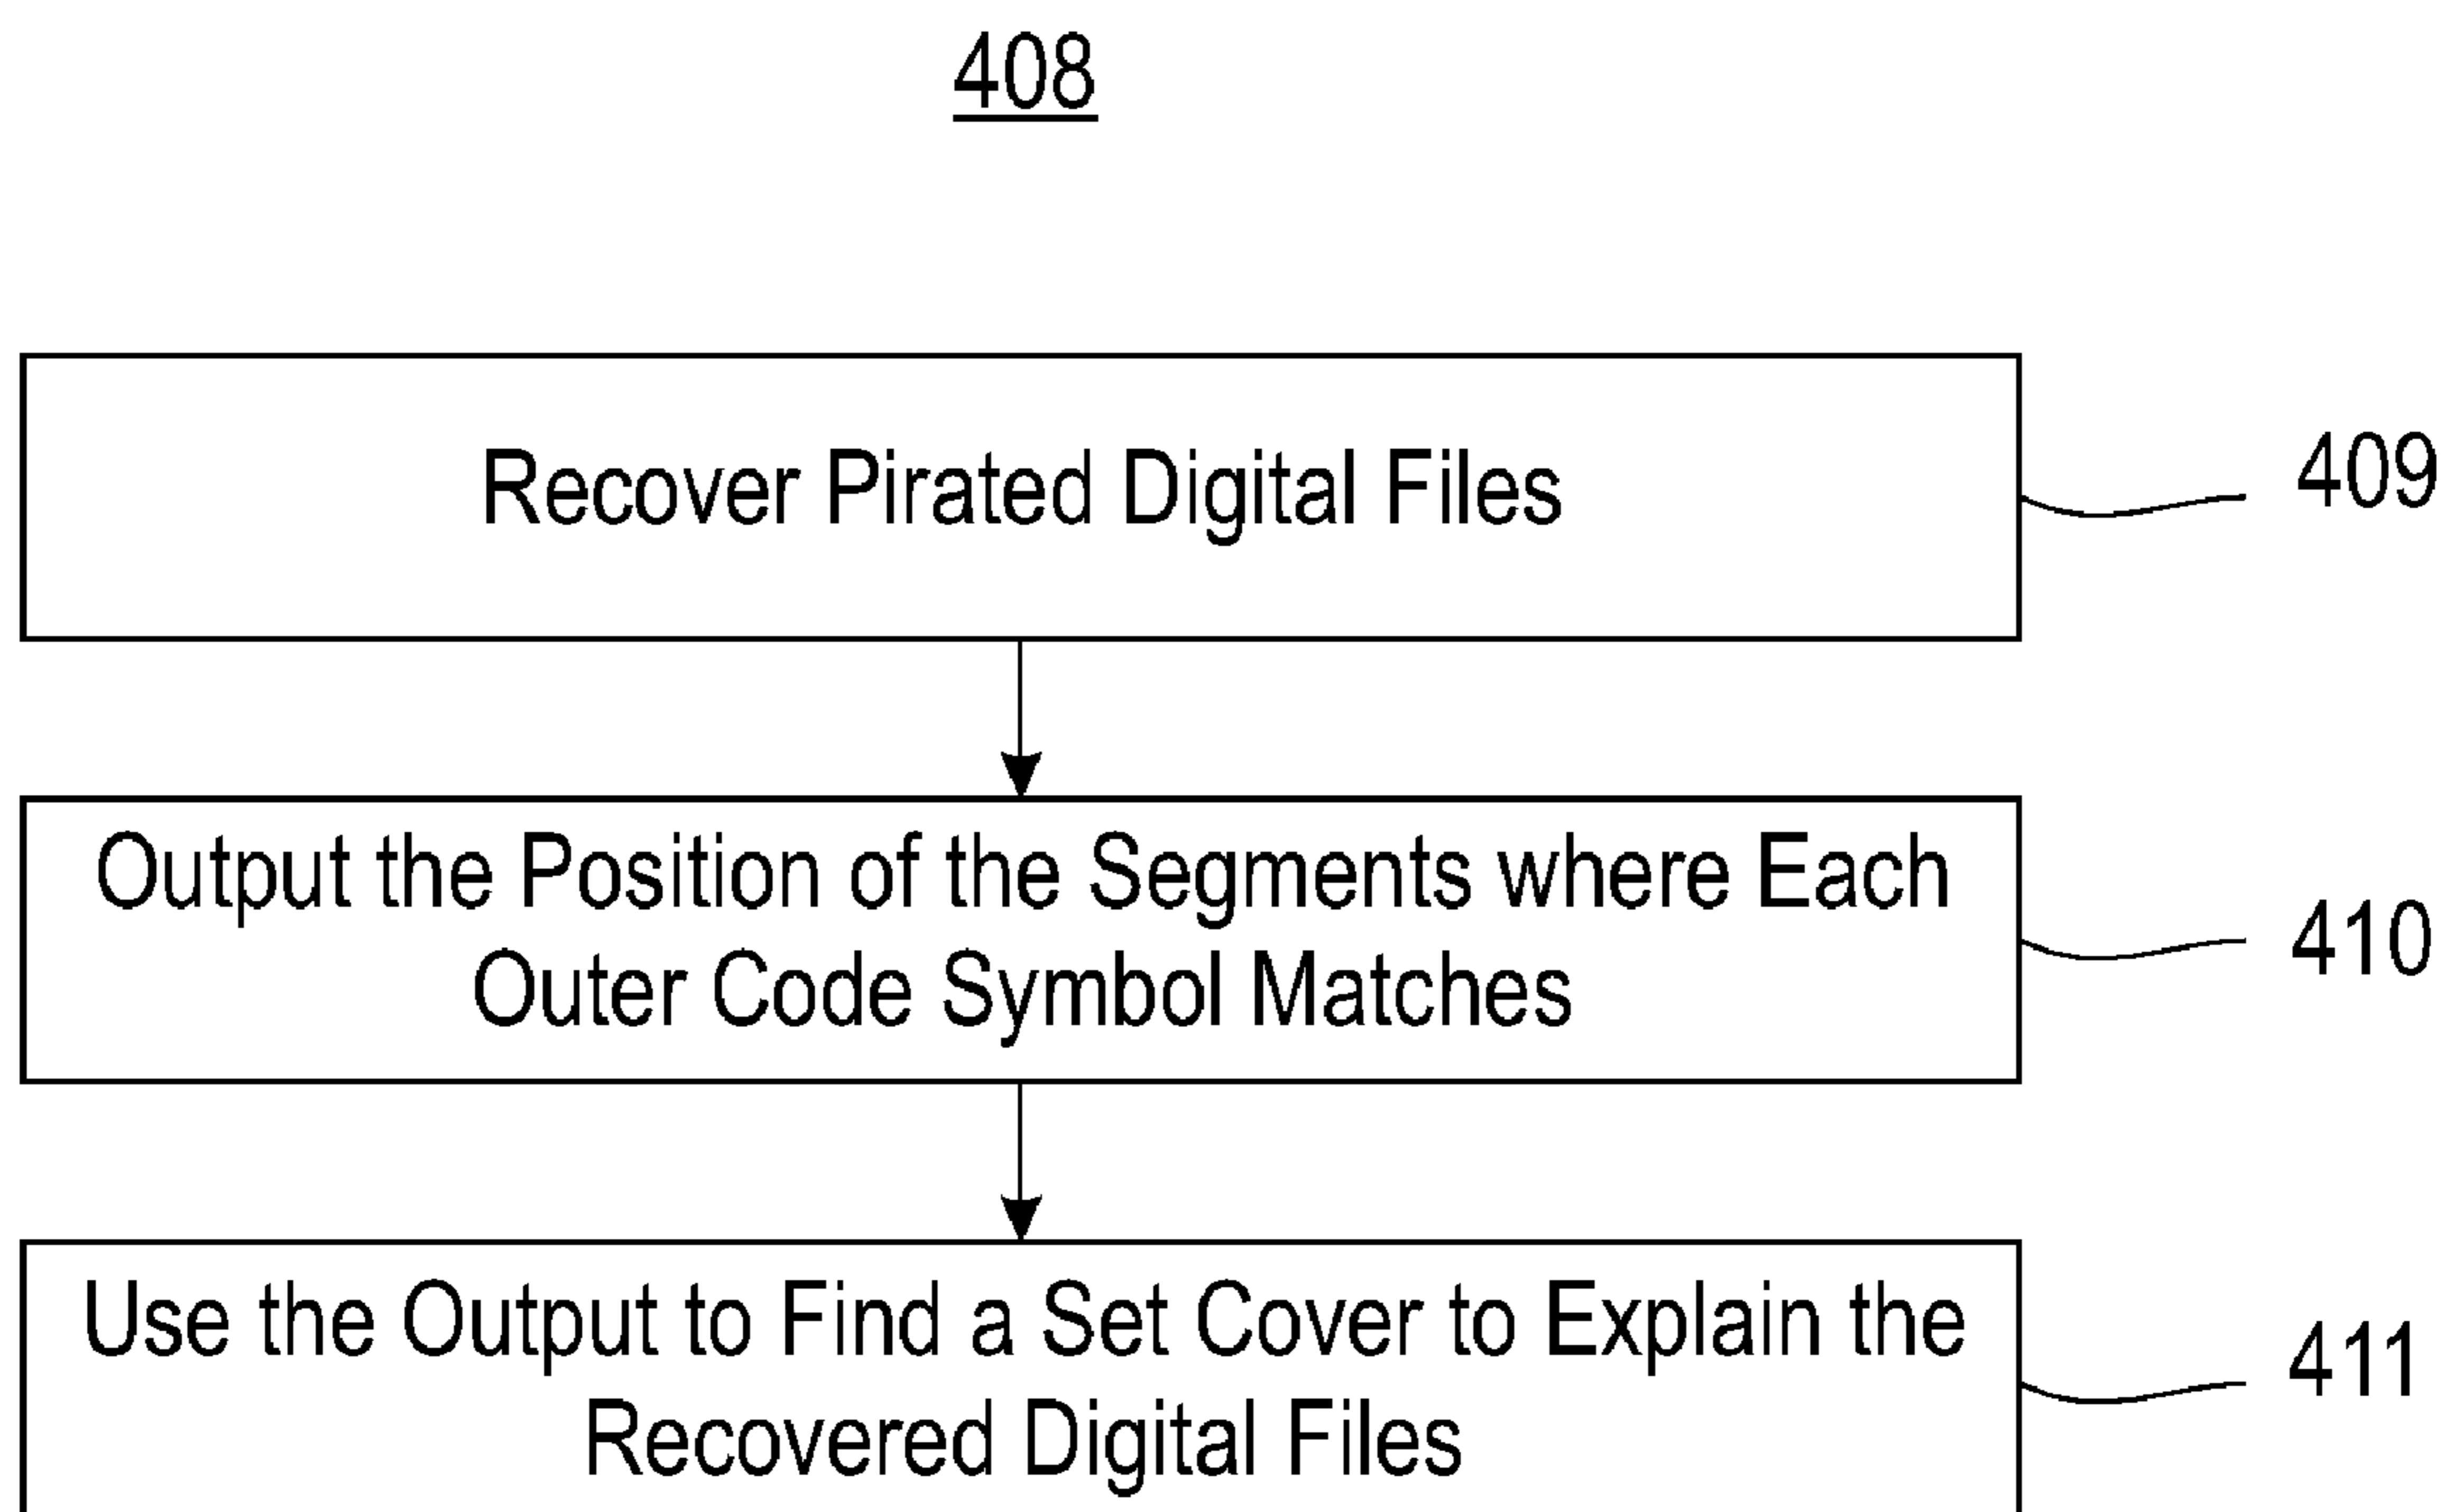 408
Recover Pirated Digital Files
409
Output the Position of the Segments where Each
Outer Code Symbol Matches
410
Use the Output to Find a Set Cover to Explain the
Recovered Digital Files
411